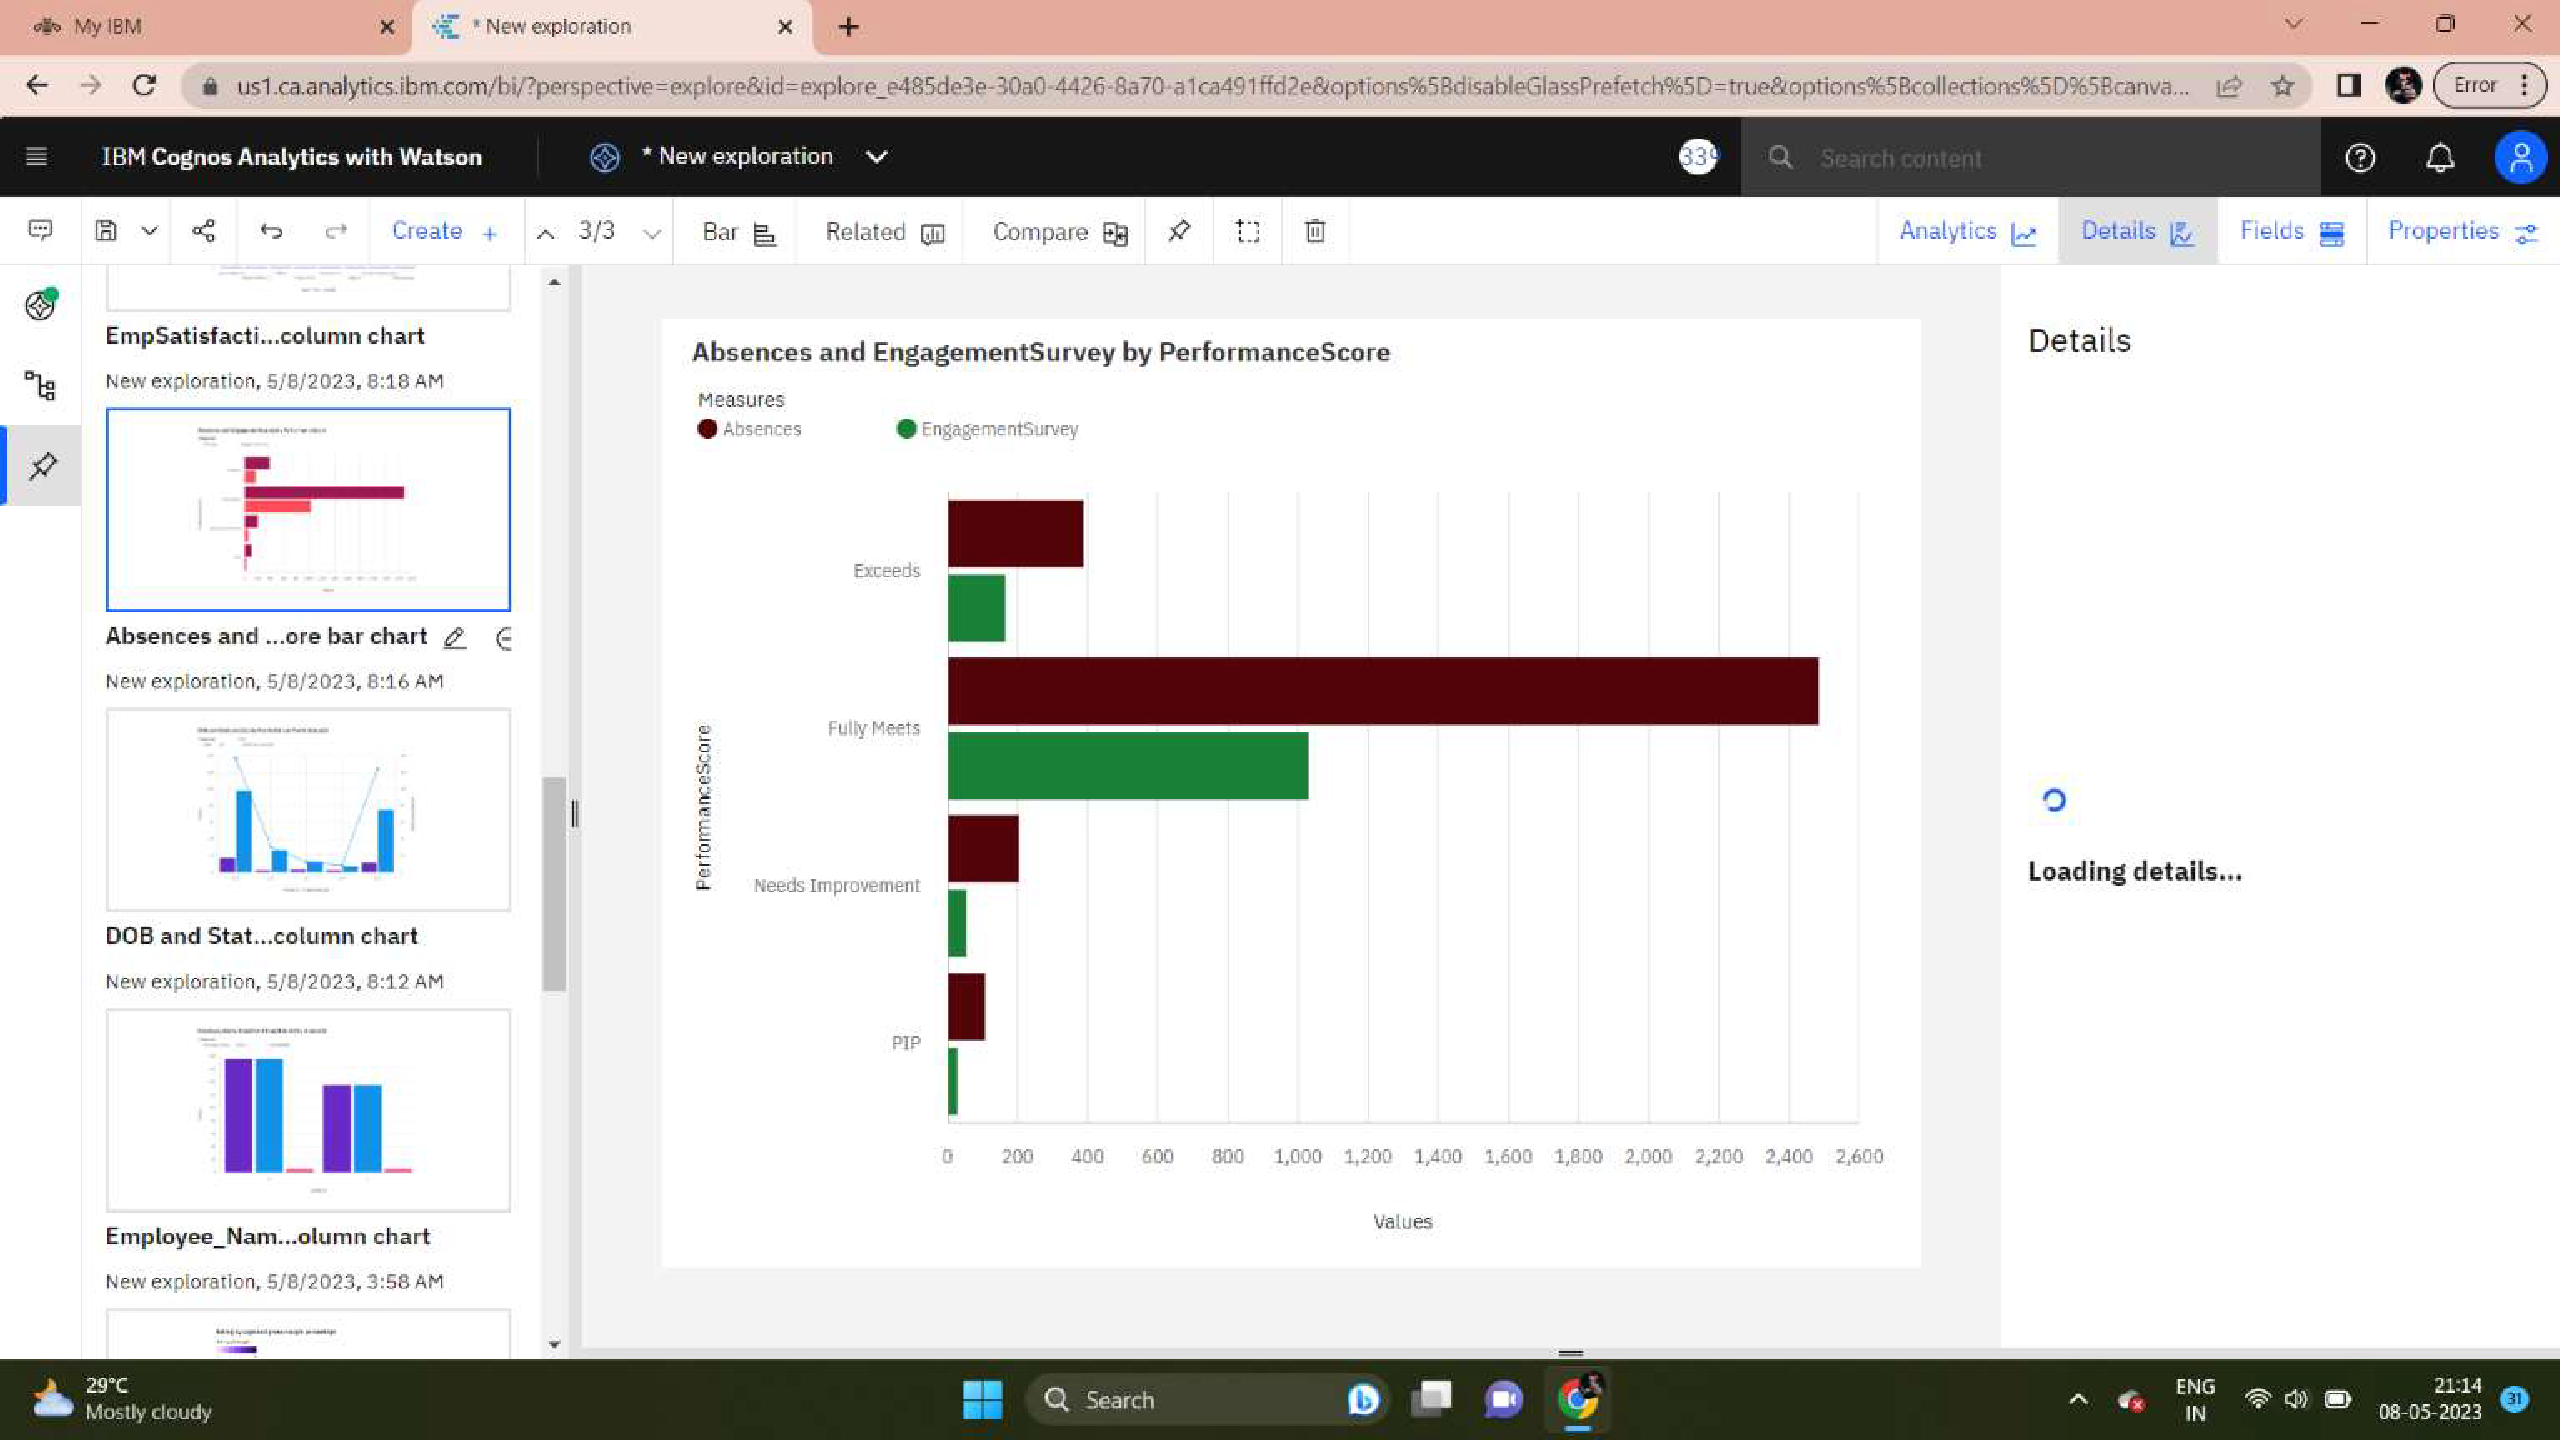 My IBM
* New exploration
us1.ca.analytics.ibm.com/bi/?perspective=explore&id=explore_e485de3e-30a0-4426-8a70-a1ca491ffd2e&options%5BdisableGlassPrefetch%5D=true&options%5Bcollections%5D%5Bcanva...
Error
IBM Cognos Analytics with Watson
* New exploration
Search content
Create +
3/3
Bar
Related
Compare
Analytics
Details
Fields
Properties
EmpSatisfacti...column chart
New exploration, 5/8/2023, 8:18 AM
Absences and ...ore bar chart
New exploration, 5/8/2023, 8:16 AM
DOB and Stat...column chart
New exploration, 5/8/2023, 8:12 AM
Employee_Nam...olumn chart
New exploration, 5/8/2023, 3:58 AM
Absences and EngagementSurvey by PerformanceScore
Measures
Absences
EngagementSurvey
PerformanceScore
Exceeds
Fully Meets
Needs Improvement
PIP
0 200 400 600 800 1,000 1,200 1,400 1,600 1,800 2,000 2,200 2,400 2,600
Values
Details
Loading details...
29°C
Mostly cloudy
Search
ENG
IN
21:14
08-05-2023
31